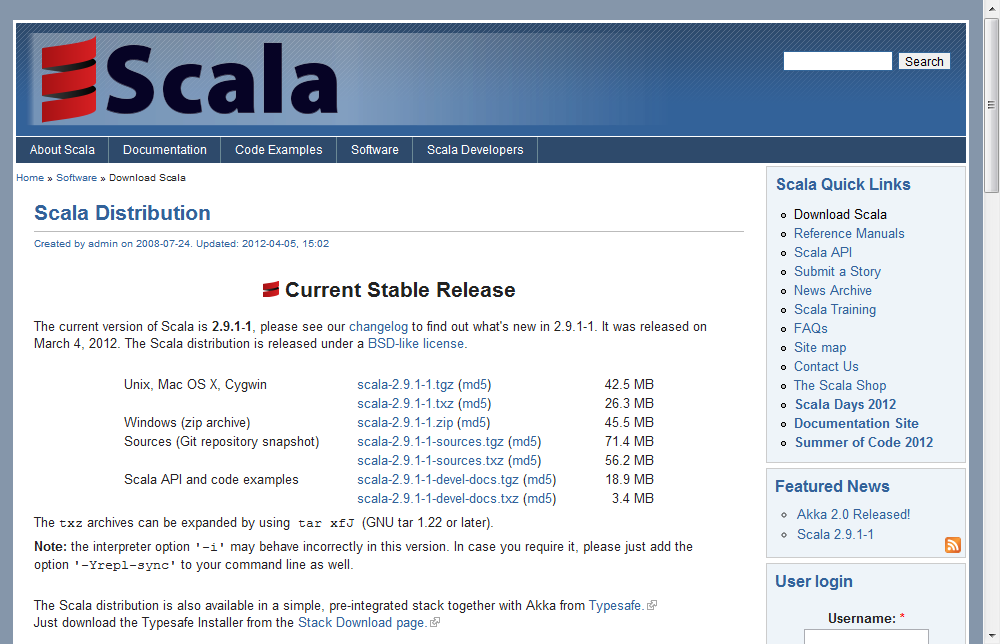 Scala
Search
About Scala
Documentation
Code Examples
Software
Scala Developers
Home » Software » Download Scala
Scala Distribution
Created by admin on 2008-07-24. Updated: 2012-04-05, 15:02
Current Stable Release
The current version of Scala is 2.9.1-1, please see our changelog to find out what's new in 2.9.1-1. It was released on
March 4, 2012. The Scala distribution is released under a BSD-like license.
Unix, Mac OS X, Cygwin scala-2.9.1-1.tgz (md5) 42.5 MB
scala-2.9.1-1.txz (md5) 26.3 MB
Windows (zip archive) scala-2.9.1-1.zip (md5) 45.5 MB
Sources (Git repository snapshot) scala-2.9.1-1-sources.tgz (md5) 71.4 MB
scala-2.9.1-1-sources.txz (md5) 56.2 MB
Scala API and code examples scala-2.9.1-1-devel-docs.tgz (md5) 18.9 MB
scala-2.9.1-1-devel-docs.txz (md5) 3.4 MB
The txz archives can be expanded by using tar xfJ (GNU tar 1.22 or later).
Note: the interpreter option '-i' may behave incorrectly in this version. In case you require it, please just add the
option '-Yrepl-sync' to your command line as well.
The Scala distribution is also available in a simple, pre-integrated stack together with Akka from Typesafe.
Just download the Typesafe Installer from the Stack Download page.
Scala Quick Links
Download Scala
Reference Manuals
Scala API
Submit a Story
News Archive
Scala Training
FAQs
Site map
Contact Us
The Scala Shop
Scala Days 2012
Documentation Site
Summer of Code 2012
Featured News
Akka 2.0 Released!
Scala 2.9.1-1
User login
Username: *